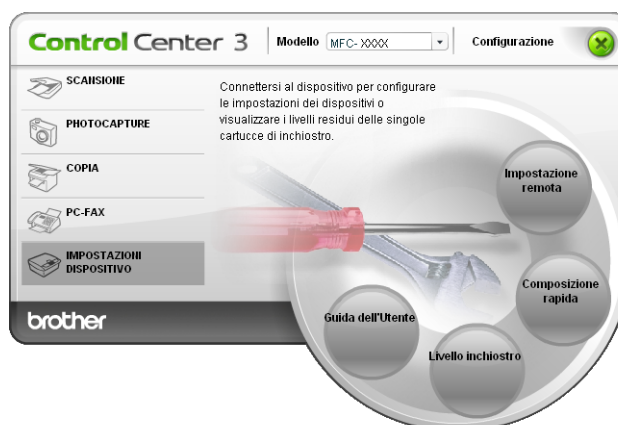 Control Center 3
Modello
MFC-XXXX
Configurazione
SCANSIONE
PHOTOCAPTURE
COPIA
PC-FAX
IMPOSTAZIONI
DISPOSITIVO
brother
Connettersi al dispositivo per configurare
le impostazioni dei dispositivi o
visualizzare i livelli residui delle singole
cartucce di inchiostro.
Impostazione
remota
Composizione
rapida
Livello inchiostro
Guida dell'Utente